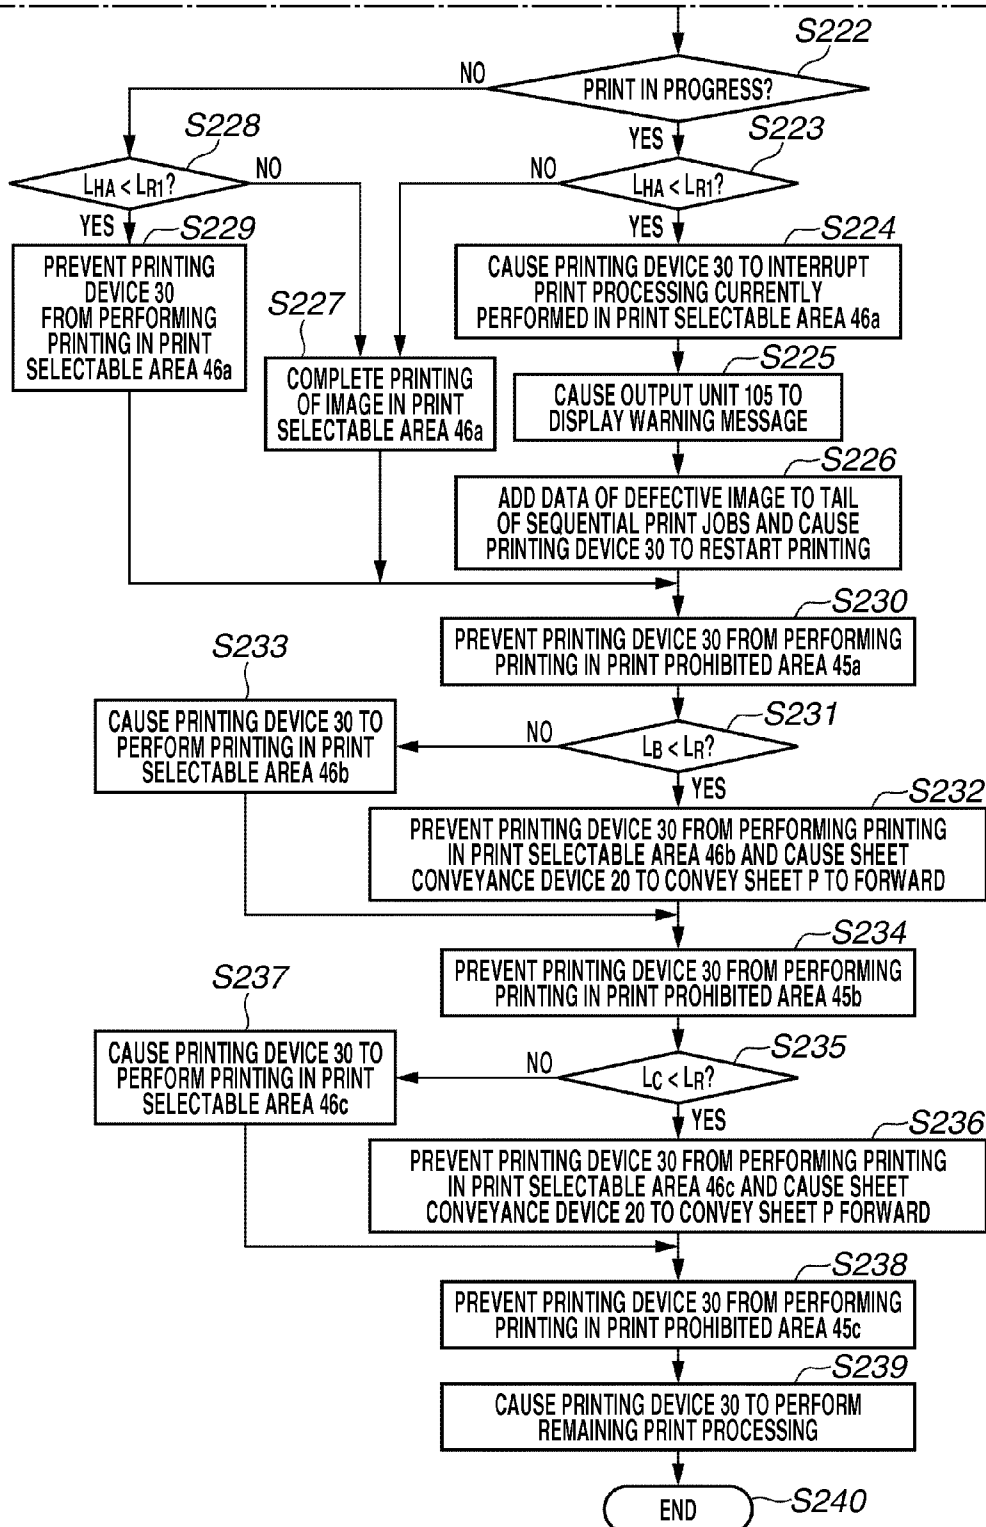 S222
PRINT IN PROGRESS?
NO
YES
S228
L_HA < L_R1?
NO
YES
S223
L_HA < L_R1?
NO
YES
S229
PREVENT PRINTING
DEVICE 30
FROM PERFORMING
PRINTING IN PRINT
SELECTABLE AREA 46a
S227
COMPLETE PRINTING
OF IMAGE IN PRINT
SELECTABLE AREA 46a
S224
CAUSE PRINTING DEVICE 30 TO INTERRUPT
PRINT PROCESSING CURRENTLY
PERFORMED IN PRINT SELECTABLE AREA 46a
S225
CAUSE OUTPUT UNIT 105 TO
DISPLAY WARNING MESSAGE
S226
ADD DATA OF DEFECTIVE IMAGE TO TAIL
OF SEQUENTIAL PRINT JOBS AND CAUSE
PRINTING DEVICE 30 TO RESTART PRINTING
S230
PREVENT PRINTING DEVICE 30 FROM PERFORMING
PRINTING IN PRINT PROHIBITED AREA 45a
S231
L_B < L_R?
NO
YES
S233
CAUSE PRINTING DEVICE 30 TO
PERFORM PRINTING IN PRINT
SELECTABLE AREA 46b
S232
PREVENT PRINTING DEVICE 30 FROM PERFORMING PRINTING
IN PRINT SELECTABLE AREA 46b AND CAUSE SHEET
CONVEYANCE DEVICE 20 TO CONVEY SHEET P TO FORWARD
S234
PREVENT PRINTING DEVICE 30 FROM PERFORMING
PRINTING IN PRINT PROHIBITED AREA 45b
S235
L_C < L_R?
NO
YES
S237
CAUSE PRINTING DEVICE 30 TO
PERFORM PRINTING IN PRINT
SELECTABLE AREA 46c
S236
PREVENT PRINTING DEVICE 30 FROM PERFORMING PRINTING
IN PRINT SELECTABLE AREA 46c AND CAUSE SHEET
CONVEYANCE DEVICE 20 TO CONVEY SHEET P FORWARD
S238
PREVENT PRINTING DEVICE 30 FROM PERFORMING
PRINTING IN PRINT PROHIBITED AREA 45c
S239
CAUSE PRINTING DEVICE 30 TO PERFORM
REMAINING PRINT PROCESSING
S240
END